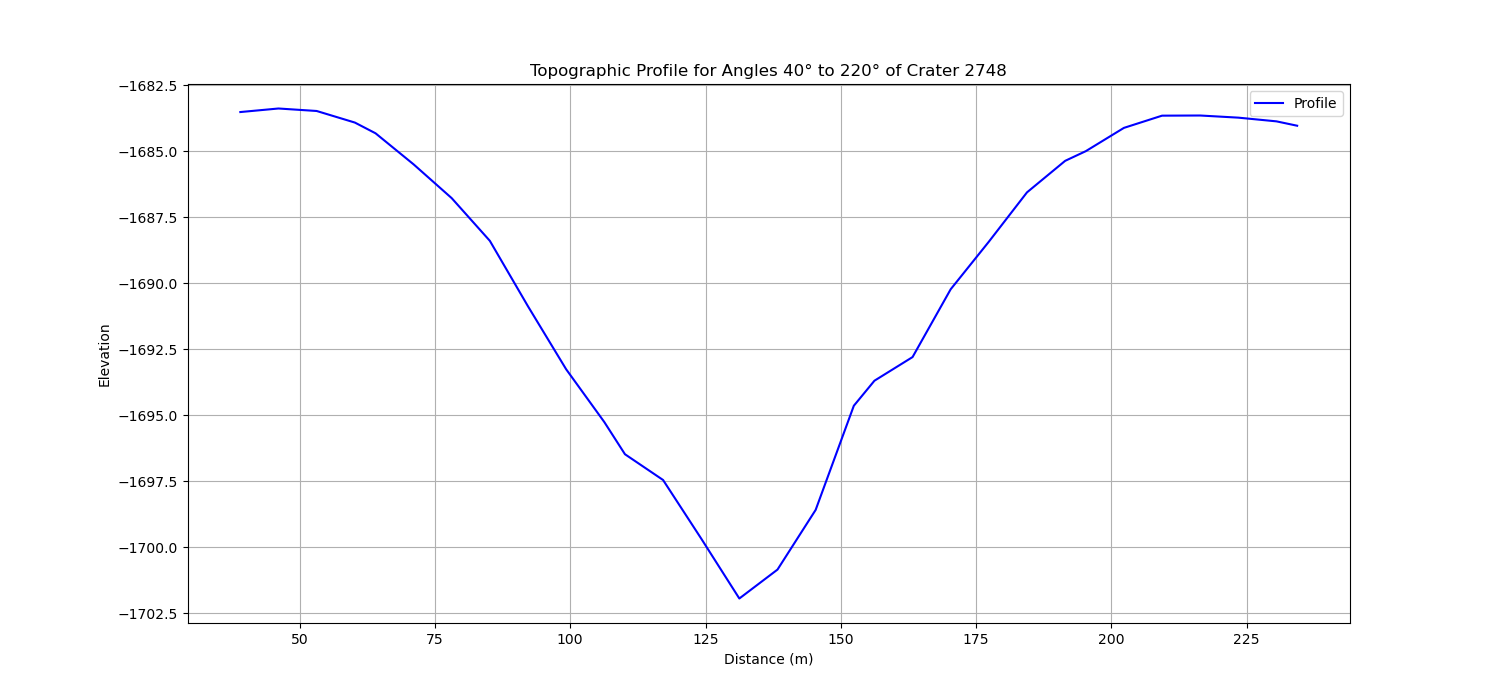 Topographic Profile for Angles 40° to 220° of Crater 2748
Profile
Elevation
−1682.5
−1685.0
−1687.5
−1690.0
−1692.5
−1695.0
−1697.5
−1700.0
−1702.5
50 75 100 125 150 175 200 225
Distance (m)